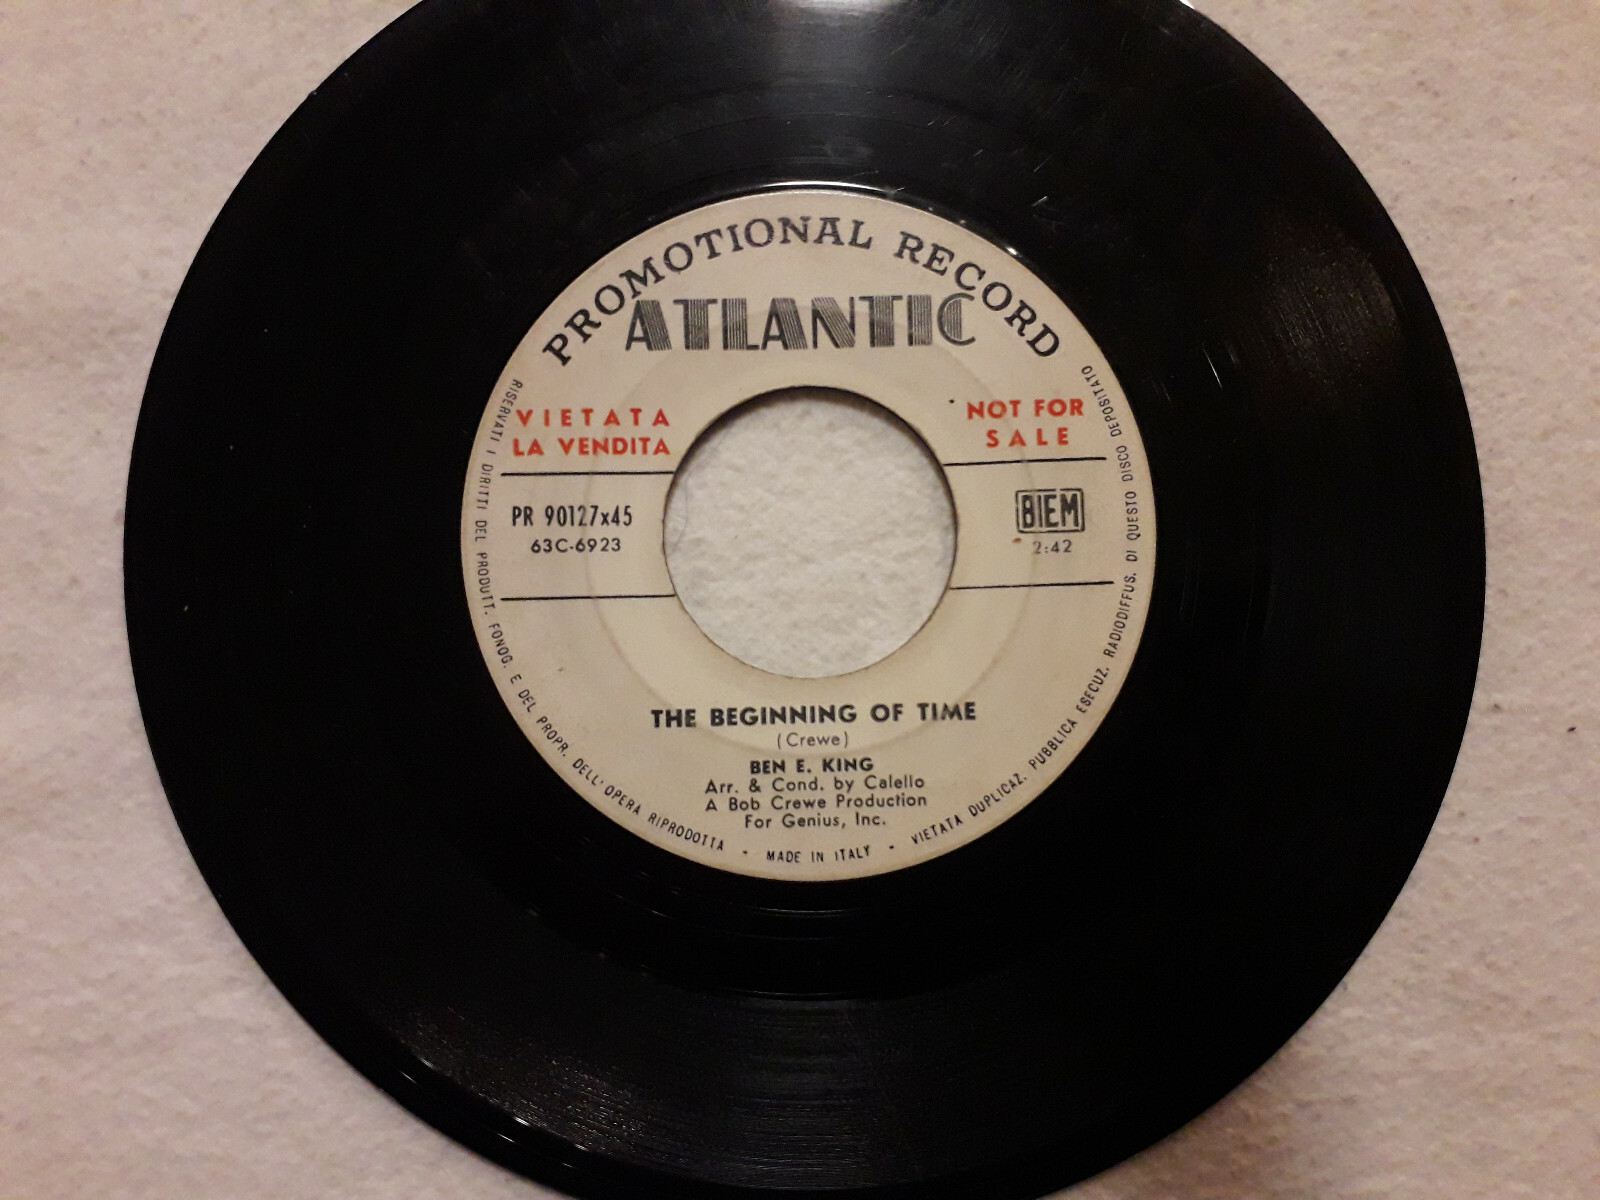 PROMOTIONAL RECORD
ATLANTIC
VIETATA
LA VENDITA
NOT FOR
SALE
PR 90127x45
63C-6923
BIEM
2:42
THE BEGINNING OF TIME
(Crewe)
BEN E. KING
Arr. & Cond. by Calello
A Bob Crewe Production
For Genius, Inc.
RISERVATI I DIRITTI DEL PRODUTT. FONOG. E DEL PROPR. DELL'OPERA RIPRODOTTA - MADE IN ITALY - VIETATA DUPLICAZ. PUBBLICA ESECUZ. RADIODIFFUS. DI QUESTO DISCO DEPOSITATO